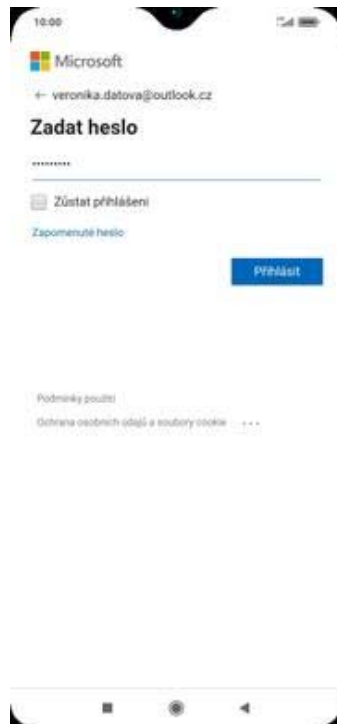 10:00
Microsoft
← veronika.datova@outlook.cz
Zadat heslo
•••••••••
Zůstat přihlášeni
Zapomenuté heslo
Přihlásit
Podmínky použití
Ochrana osobních údajů a soubory cookie ...